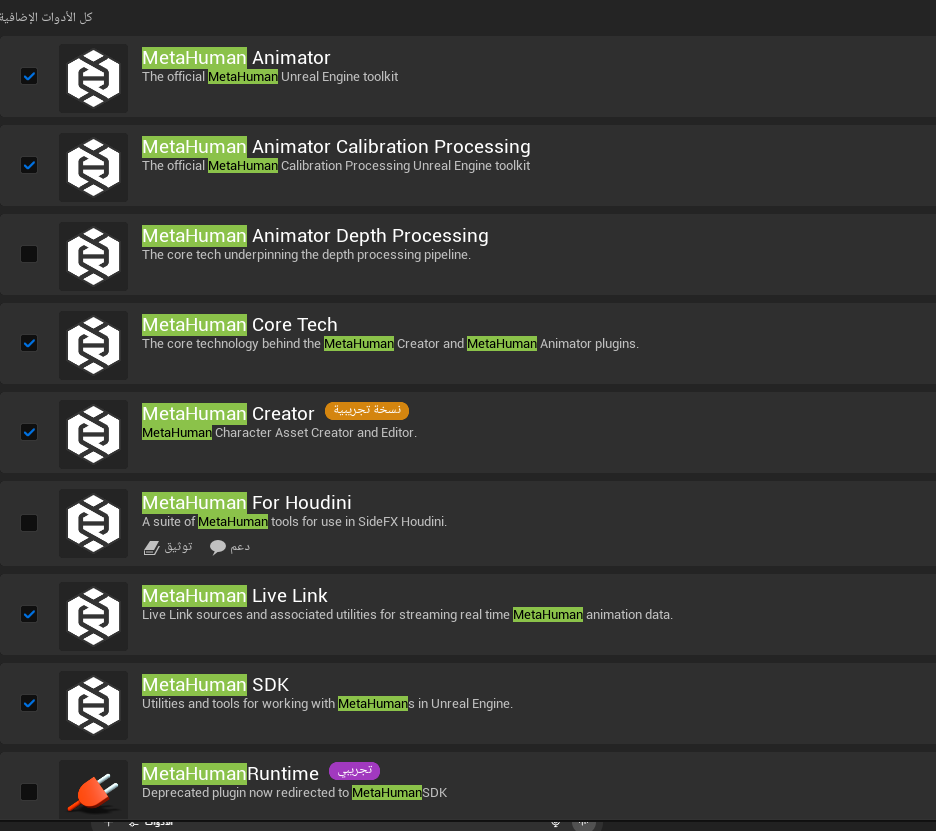 كل الأدوات الإضافية
MetaHuman Animator
The official MetaHuman Unreal Engine toolkit
MetaHuman Animator Calibration Processing
The official MetaHuman Calibration Processing Unreal Engine toolkit
MetaHuman Animator Depth Processing
The core tech underpinning the depth processing pipeline.
MetaHuman Core Tech
The core technology behind the MetaHuman Creator and MetaHuman Animator plugins.
MetaHuman Creator نسخة تجريبية
MetaHuman Character Asset Creator and Editor.
MetaHuman For Houdini
A suite of MetaHuman tools for use in SideFX Houdini.
توثيق دعم
MetaHuman Live Link
Live Link sources and associated utilities for streaming real time MetaHuman animation data.
MetaHuman SDK
Utilities and tools for working with MetaHumans in Unreal Engine.
MetaHumanRuntime تجريبي
Deprecated plugin now redirected to MetaHumanSDK
الأدوات